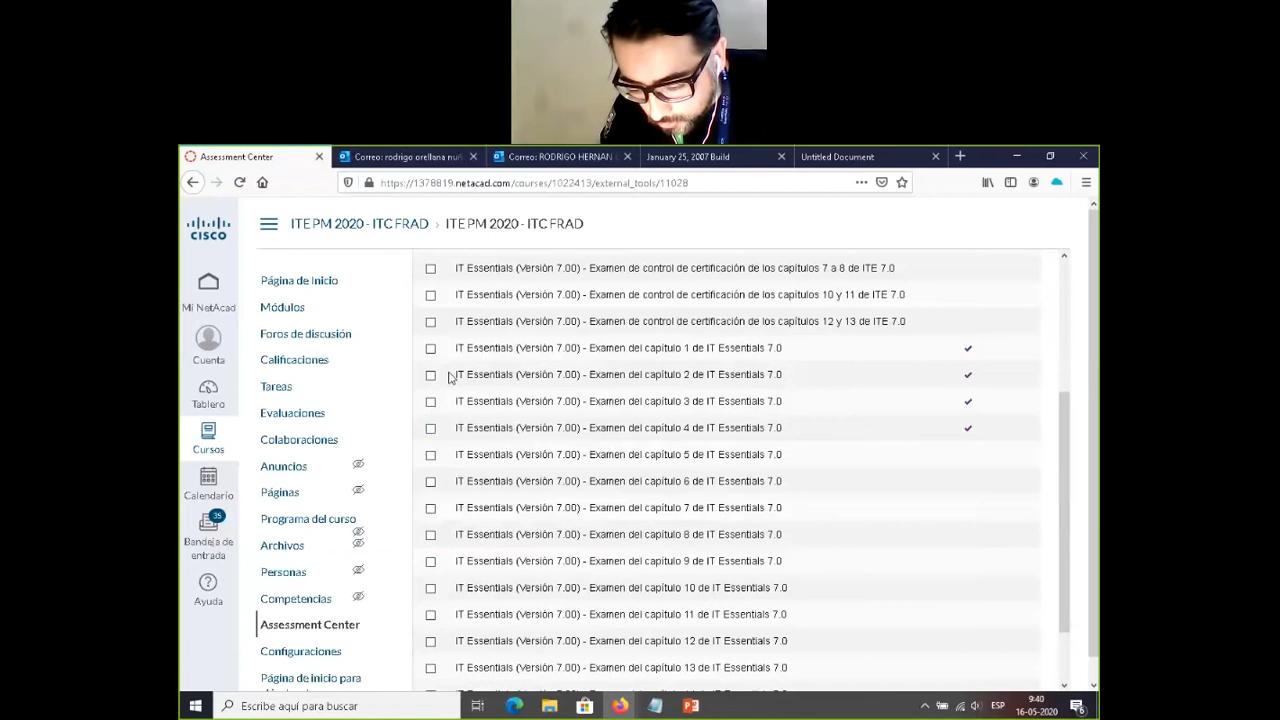 Assessment Center
Correo: rodrigo orellana nu
Correo: RODRIGO HERNAN
January 25, 2007 Build
Untitled Document
https://1378819.netacad.com/courses/1022413/external_tools/11028
CISCO
ITE PM 2020 - ITC FRAD › ITE PM 2020 - ITC FRAD
Mi NetAcad
Cuenta
Tablero
Cursos
Calendario
35
Bandeja de
entrada
Ayuda
Página de Inicio
Módulos
Foros de discusión
Calificaciones
Tareas
Evaluaciones
Colaboraciones
Anuncios
Páginas
Programa del curso
Archivos
Personas
Competencias
Assessment Center
Configuraciones
Página de inicio para
IT Essentials (Versión 7.00) - Examen de control de certificación de los capítulos 7 a 8 de ITE 7.0
IT Essentials (Versión 7.00) - Examen de control de certificación de los capítulos 10 y 11 de ITE 7.0
IT Essentials (Versión 7.00) - Examen de control de certificación de los capítulos 12 y 13 de ITE 7.0
IT Essentials (Versión 7.00) - Examen del capítulo 1 de IT Essentials 7.0
IT Essentials (Versión 7.00) - Examen del capítulo 2 de IT Essentials 7.0
IT Essentials (Versión 7.00) - Examen del capítulo 3 de IT Essentials 7.0
IT Essentials (Versión 7.00) - Examen del capítulo 4 de IT Essentials 7.0
IT Essentials (Versión 7.00) - Examen del capítulo 5 de IT Essentials 7.0
IT Essentials (Versión 7.00) - Examen del capítulo 6 de IT Essentials 7.0
IT Essentials (Versión 7.00) - Examen del capítulo 7 de IT Essentials 7.0
IT Essentials (Versión 7.00) - Examen del capítulo 8 de IT Essentials 7.0
IT Essentials (Versión 7.00) - Examen del capítulo 9 de IT Essentials 7.0
IT Essentials (Versión 7.00) - Examen del capítulo 10 de IT Essentials 7.0
IT Essentials (Versión 7.00) - Examen del capítulo 11 de IT Essentials 7.0
IT Essentials (Versión 7.00) - Examen del capítulo 12 de IT Essentials 7.0
IT Essentials (Versión 7.00) - Examen del capítulo 13 de IT Essentials 7.0
Escribe aquí para buscar
ESP
9:40
16-05-2020
6